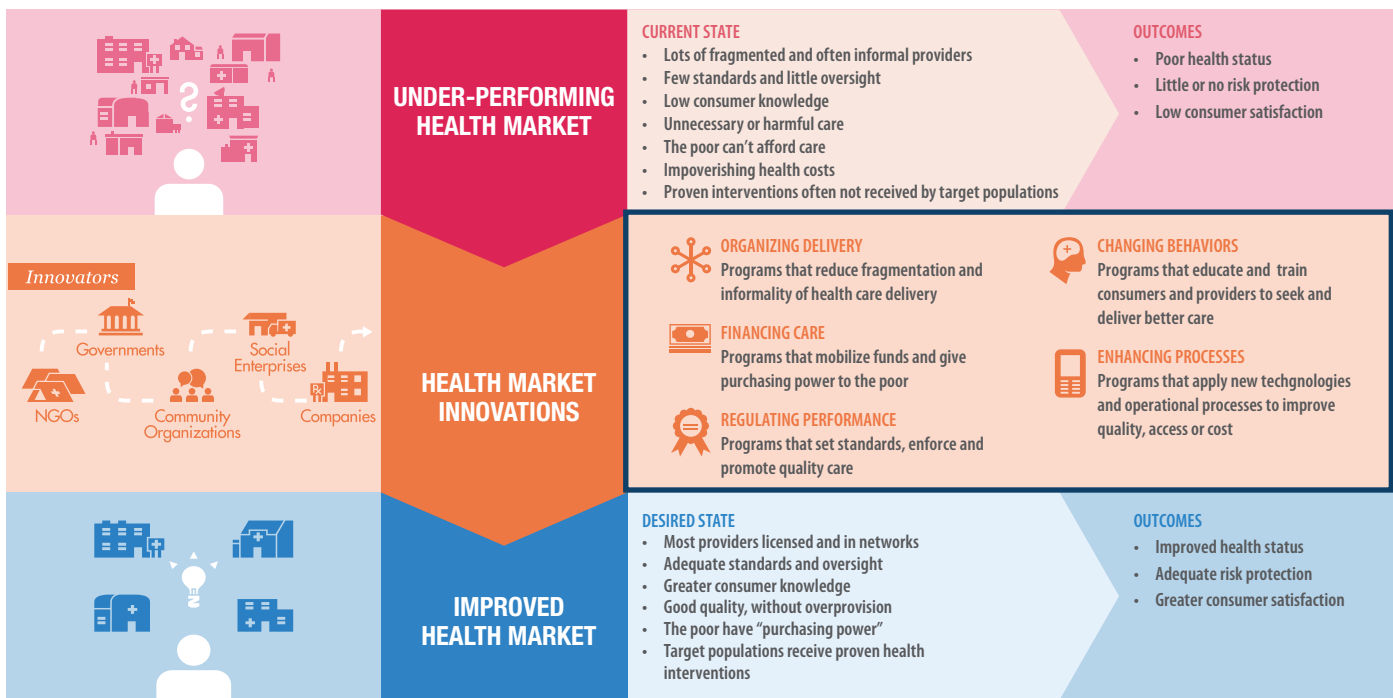 UNDER-PERFORMING
HEALTH MARKET
CURRENT STATE
• Lots of fragmented and often informal providers
• Few standards and little oversight
• Low consumer knowledge
• Unnecessary or harmful care
• The poor can’t afford care
• Impoverishing health costs
• Proven interventions often not received by target populations
OUTCOMES
• Poor health status
• Little or no risk protection
• Low consumer satisfaction
Innovators
Governments
Social
Enterprises
NGOs
Community
Organizations
Rx
Companies
HEALTH MARKET
INNOVATIONS
ORGANIZING DELIVERY
Programs that reduce fragmentation and
informality of health care delivery
FINANCING CARE
Programs that mobilize funds and give
purchasing power to the poor
REGULATING PERFORMANCE
Programs that set standards, enforce and
promote quality care
CHANGING BEHAVIORS
Programs that educate and train
consumers and providers to seek and
deliver better care
ENHANCING PROCESSES
Programs that apply new techgnologies
and operational processes to improve
quality, access or cost
IMPROVED
HEALTH MARKET
DESIRED STATE
• Most providers licensed and in networks
• Adequate standards and oversight
• Greater consumer knowledge
• Good quality, without overprovision
• The poor have “purchasing power”
• Target populations receive proven health
interventions
OUTCOMES
• Improved health status
• Adequate risk protection
• Greater consumer satisfaction